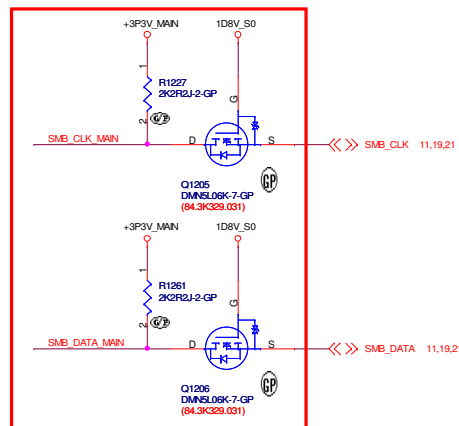 +3P3V_MAIN 1D8V_S0
1
R1227
2K2R2J-2-GP
G
2 G/P
SMB_CLK_MAIN D S SMB_CLK 11,19,21
Q1205 GP
DMN5L06K-7-GP
(84.3K329.031)
+3P3V_MAIN 1D8V_S0
1
R1261
2K2R2J-2-GP
G
2 G/P
SMB_DATA_MAIN D S SMB_DATA 11,19,2
Q1206 GP
DMN5L06K-7-GP
(84.3K329.031)